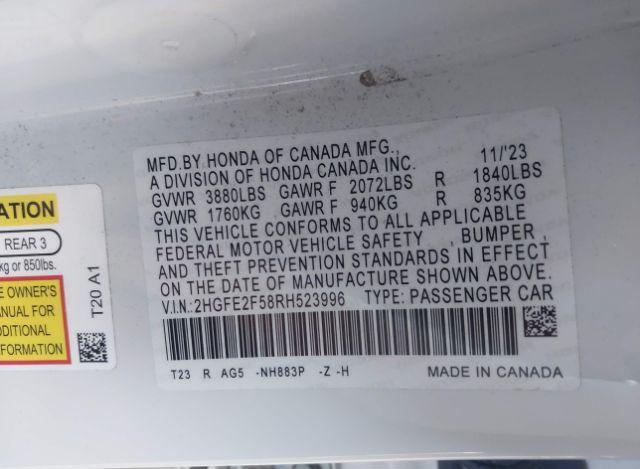 ATION
REAR 3
kg or 850lbs.
E OWNER'S
ANUAL FOR
DDITIONAL
FORMATION
T20 A1
MFD.BY HONDA OF CANADA MFG., 11/'23
A DIVISION OF HONDA CANADA INC.
GVWR 3880LBS GAWR F 2072LBS R 1840LBS
GVWR 1760KG GAWR F 940KG R 835KG
THIS VEHICLE CONFORMS TO ALL APPLICABLE
FEDERAL MOTOR VEHICLE SAFETY , BUMPER ,
AND THEFT PREVENTION STANDARDS IN EFFECT
ON THE DATE OF MANUFACTURE SHOWN ABOVE.
V.I.N.:2HGFE2F58RH523996 TYPE: PASSENGER CAR
T23 R AG5 -NH883P -Z -H
MADE IN CANADA